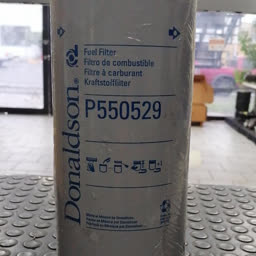 Donaldson.
Fuel Filter
Filtro de combustible
Filtre à carburant
Kraftstofffilter
P550529